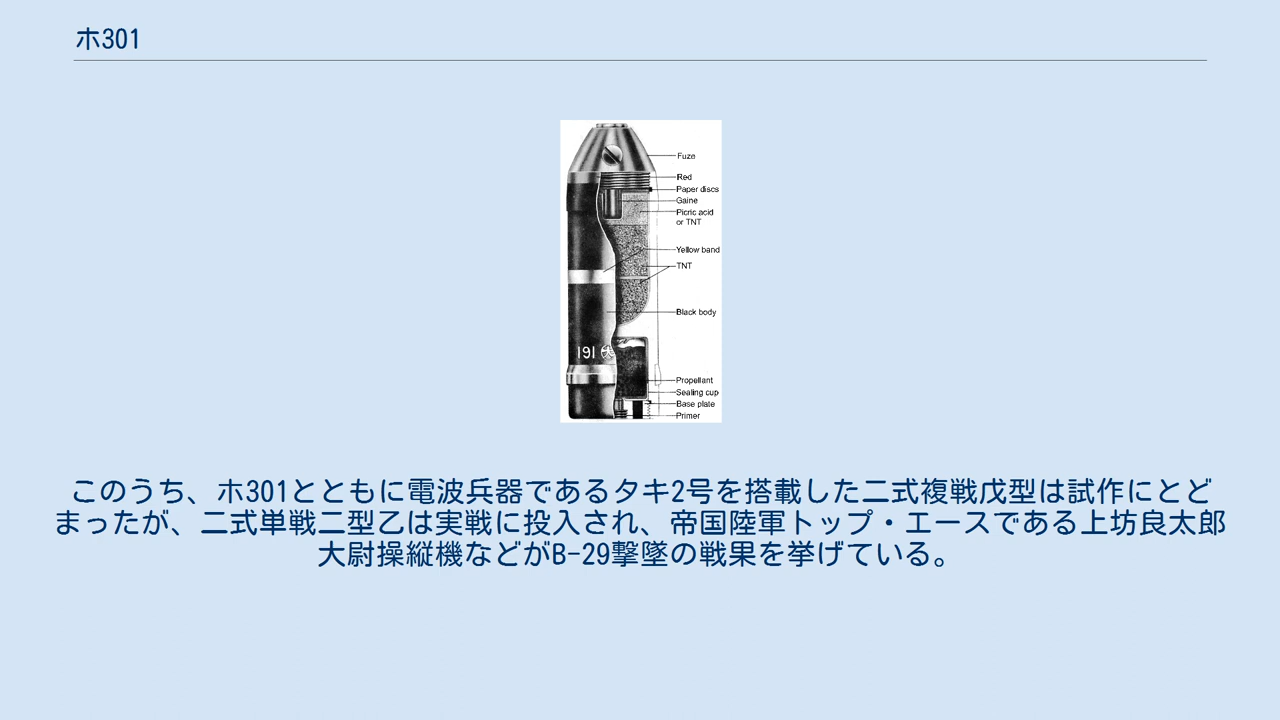 ホ301
Fuze
Red
Paper discs
Gaine
Picric acid
or TNT
Yellow band
TNT
Black body
191 大
Propellant
Sealing cup
Base plate
Primer
このうち、ホ301とともに電波兵器であるタキ2号を搭載した二式複戦戊型は試作にとど
まったが、二式単戦二型乙は実戦に投入され、帝国陸軍トップ・エースである上坊良太郎
大尉操縦機などがB-29撃墜の戦果を挙げている。